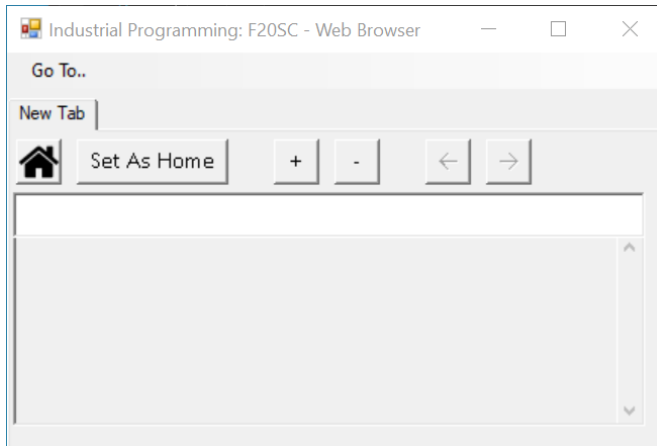 Industrial Programming: F20SC - Web Browser
Go To..
New Tab
Set As Home + - ← →